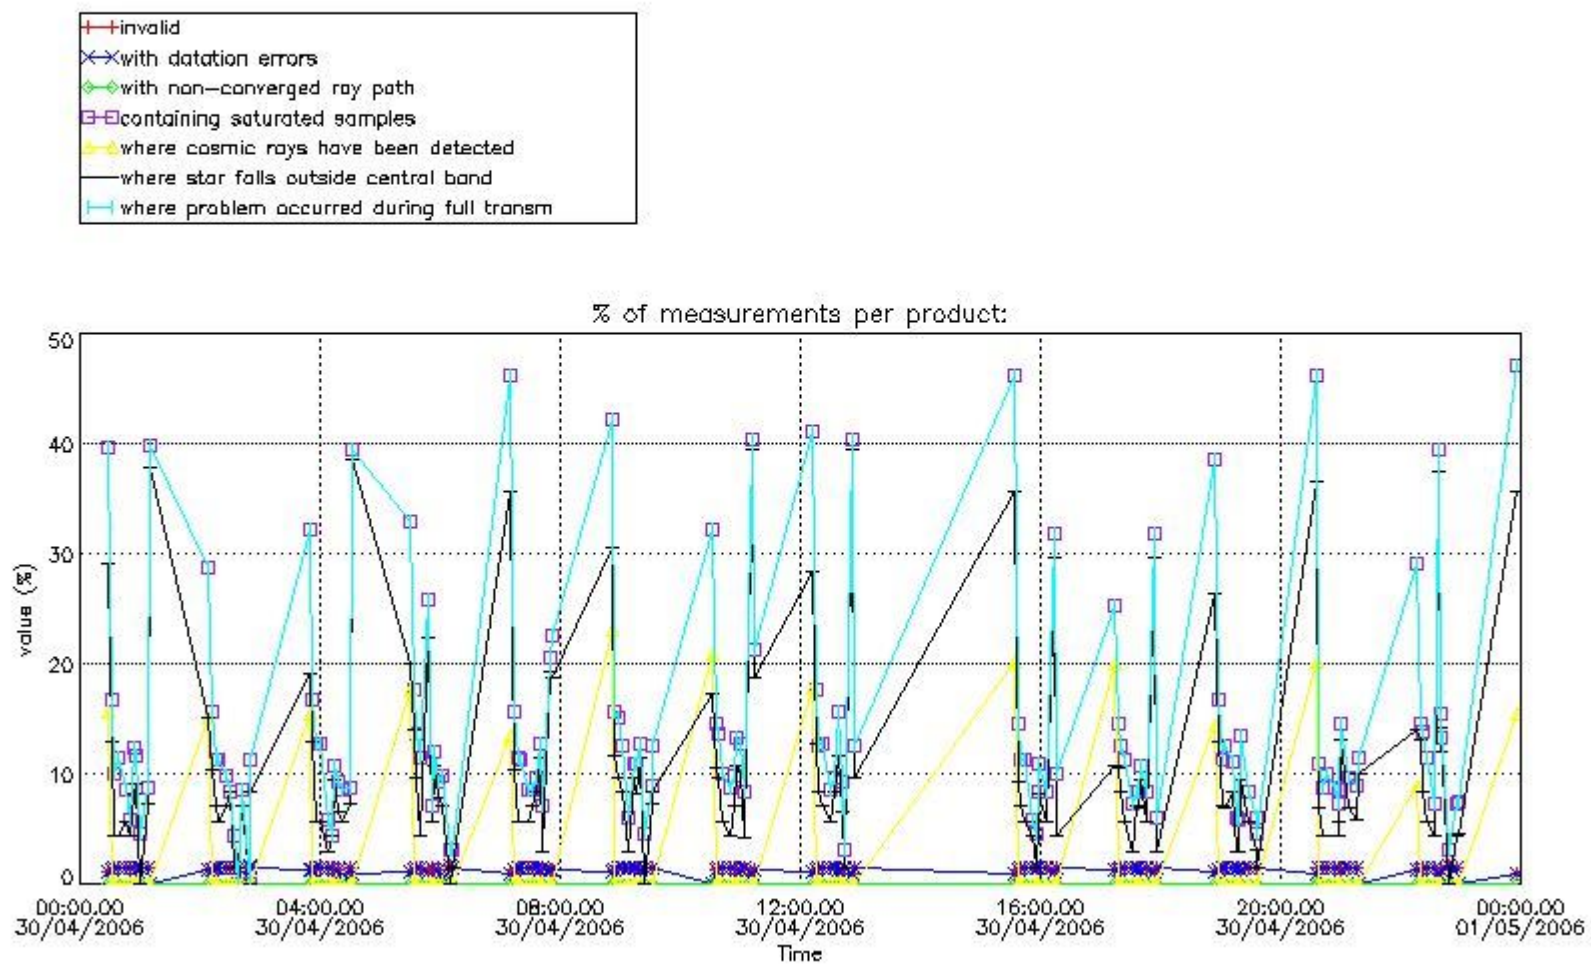 invalid
with datation errors
with non-converged ray path
containing saturated samples
where cosmic rays have been detected
where star falls outside central band
where problem occurred during full transm
% of measurements per product:
50
40
30
20
10
0
value (%)
00:00:00 04:00:00 08:00:00 12:00:00 16:00:00 20:00:00 00:00:00
30/04/2006 30/04/2006 30/04/2006 30/04/2006 30/04/2006 30/04/2006 01/05/2006
Time